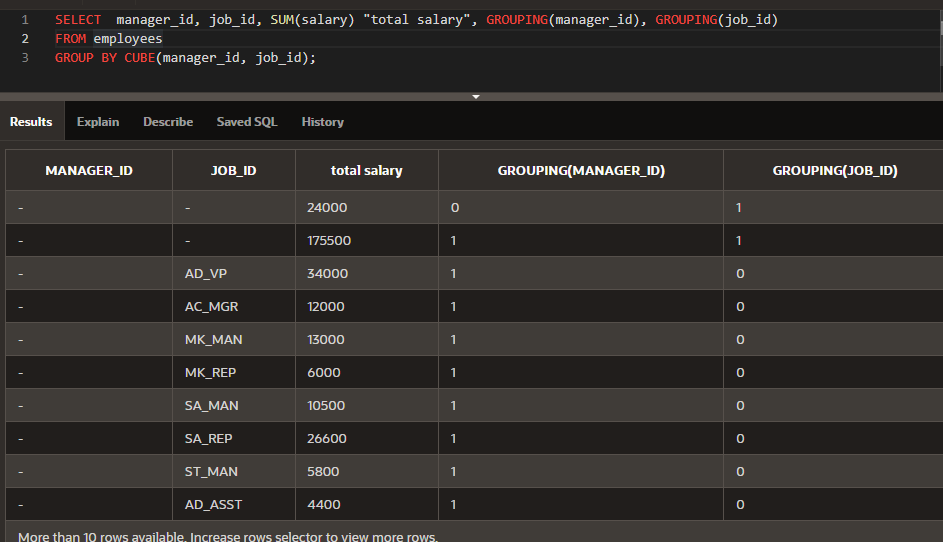 1 SELECT manager_id, job_id, SUM(salary) "total salary", GROUPING(manager_id), GROUPING(job_id)
2 FROM employees
3 GROUP BY CUBE(manager_id, job_id);
Results Explain Describe Saved SQL History
MANAGER_ID JOB_ID total salary GROUPING(MANAGER_ID) GROUPING(JOB_ID)
- - 24000 0 1
- - 175500 1 1
- AD_VP 34000 1 0
- AC_MGR 12000 1 0
- MK_MAN 13000 1 0
- MK_REP 6000 1 0
- SA_MAN 10500 1 0
- SA_REP 26600 1 0
- ST_MAN 5800 1 0
- AD_ASST 4400 1 0
More than 10 rows available. Increase rows selector to view more rows.